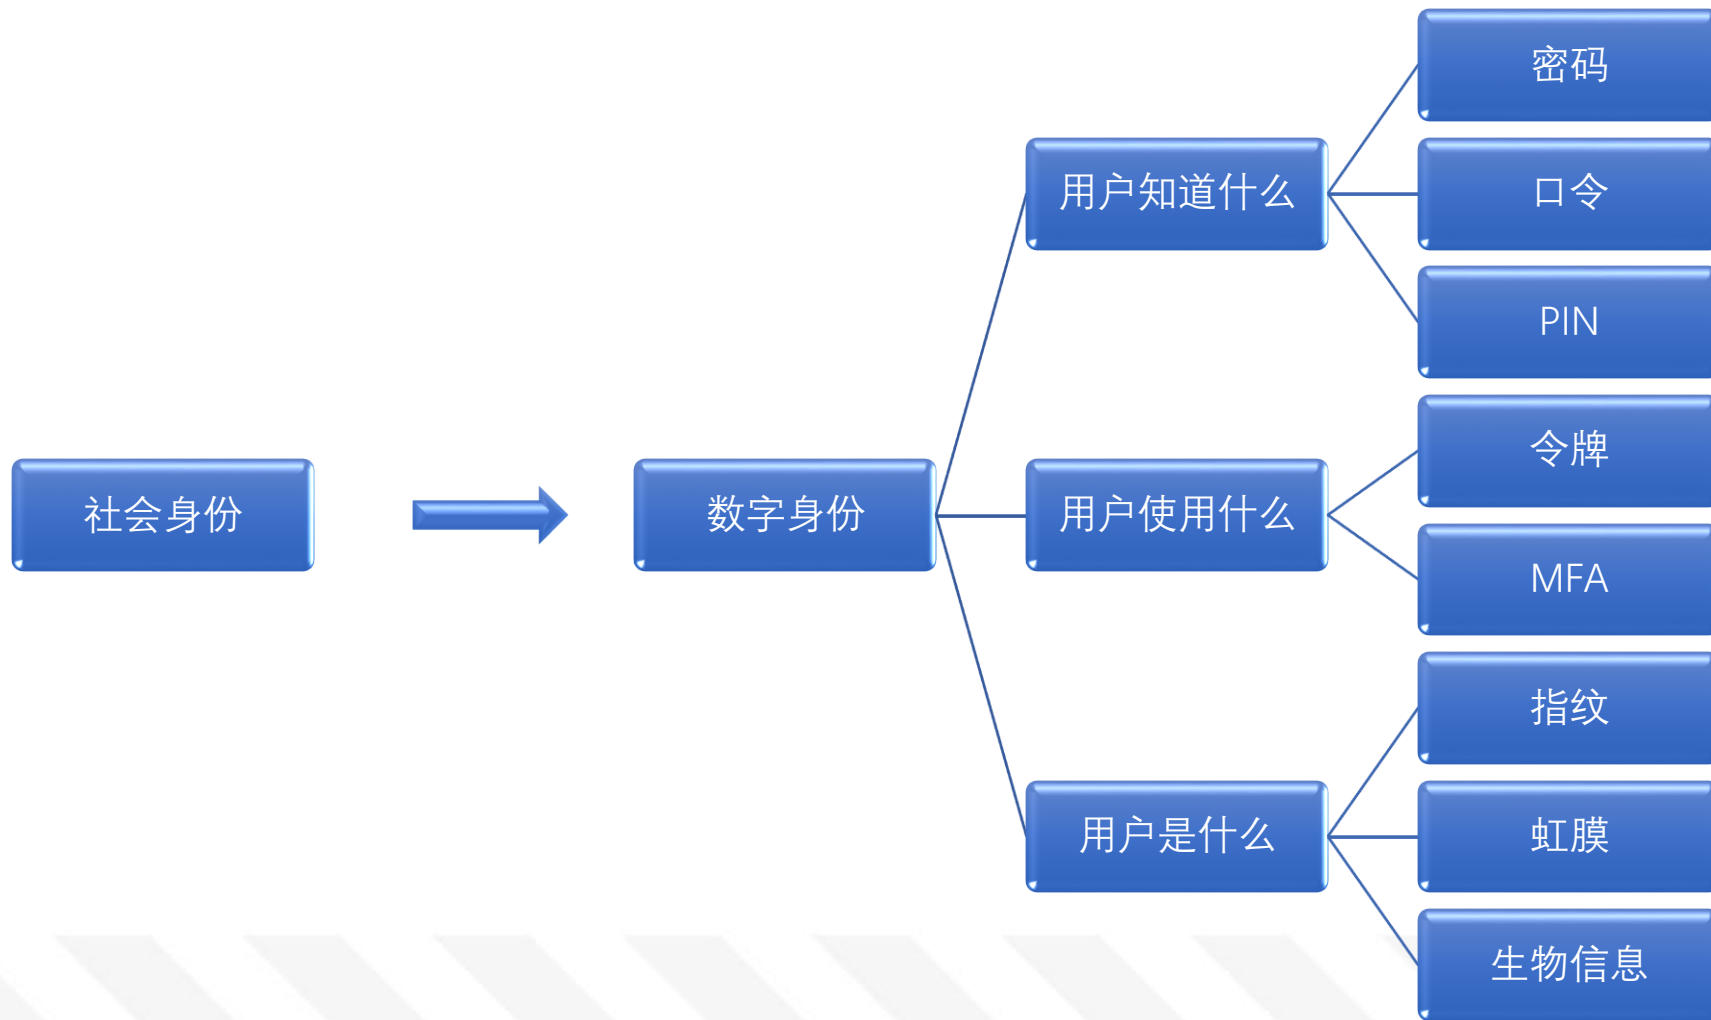 社会身份
数字身份
用户知道什么
密码
口令
PIN
用户使用什么
令牌
MFA
用户是什么
指纹
虹膜
生物信息